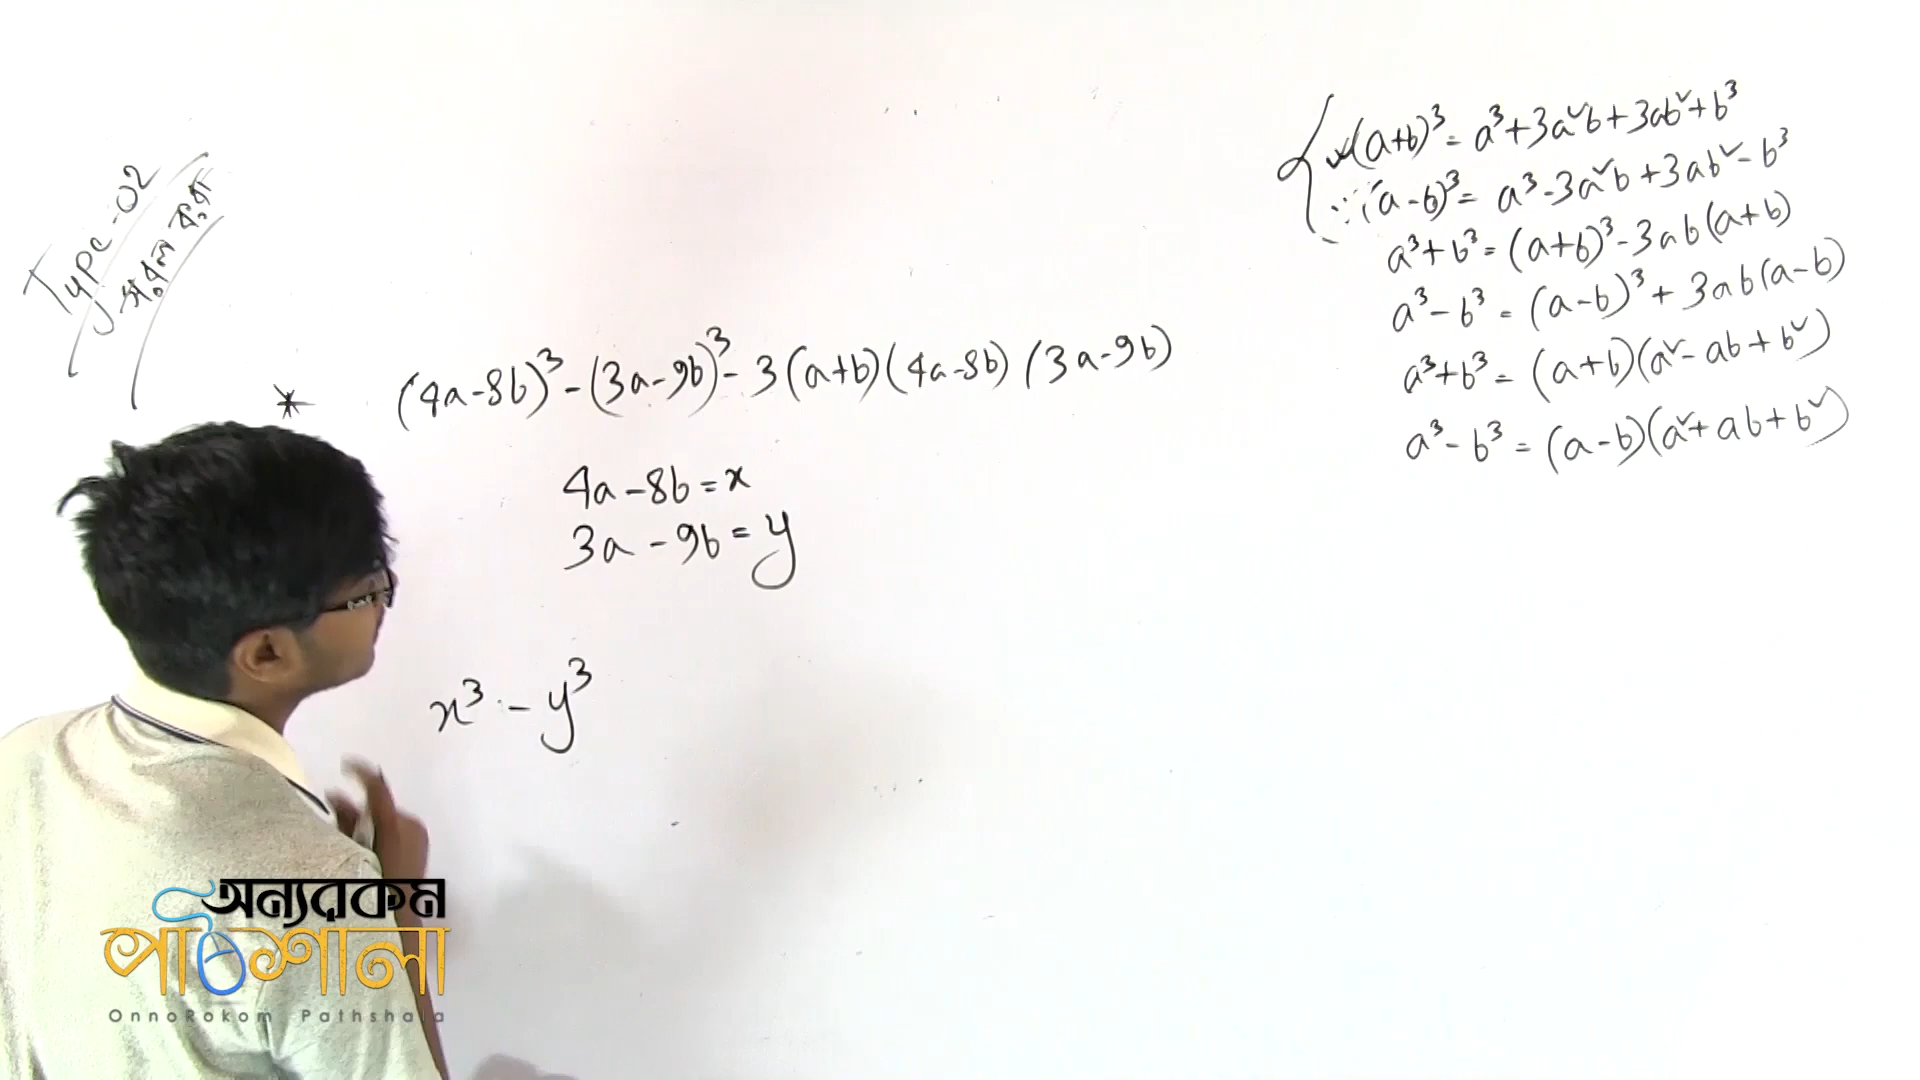 Type-02
সরল কর
(a+b)³ = a³+3a²b+3ab²+b³
(a-b)³ = a³-3a²b+3ab²-b³
a³+b³ = (a+b)³-3ab(a+b)
a³-b³ = (a-b)³+3ab(a-b)
a³+b³ = (a+b)(a²-ab+b²)
a³-b³ = (a-b)(a²+ab+b²)
* (4a-8b)³-(3a-9b)³-3(a+b)(4a-8b)(3a-9b)
4a-8b=x
3a-9b=y
x³-y³
অন্যরকম
পাঠশালা
OnnoRokom Pathshala